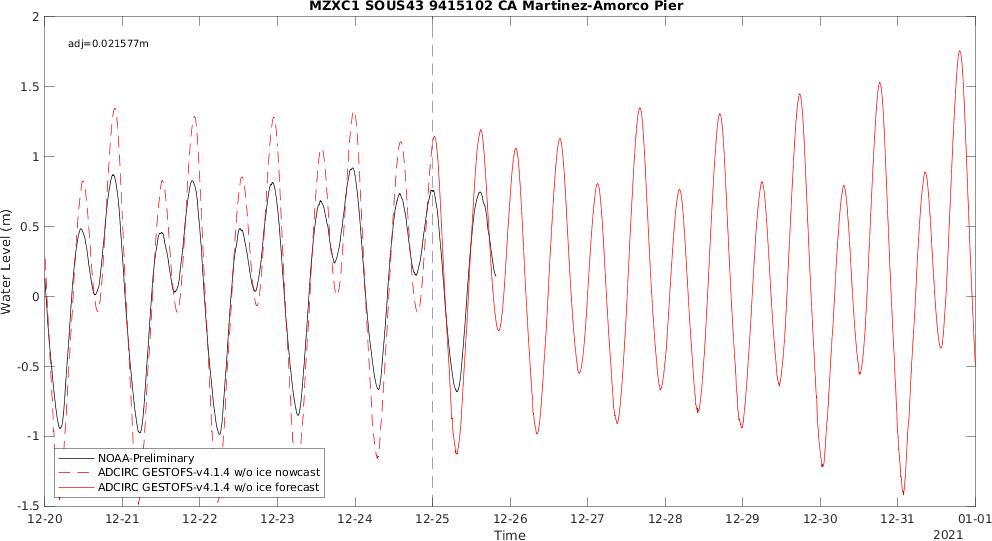 MZXC1 SOUS43 9415102 CA Martinez-Amorco Pier
adj=0.021577m
Water Level (m)
2
1.5
1
0.5
0
-0.5
-1
-1.5
NOAA-Preliminary
ADCIRC GESTOFS-v4.1.4 w/o ice nowcast
ADCIRC GESTOFS-v4.1.4 w/o ice forecast
12-20 12-21 12-22 12-23 12-24 12-25 12-26 12-27 12-28 12-29 12-30 12-31 01-01
Time
2021